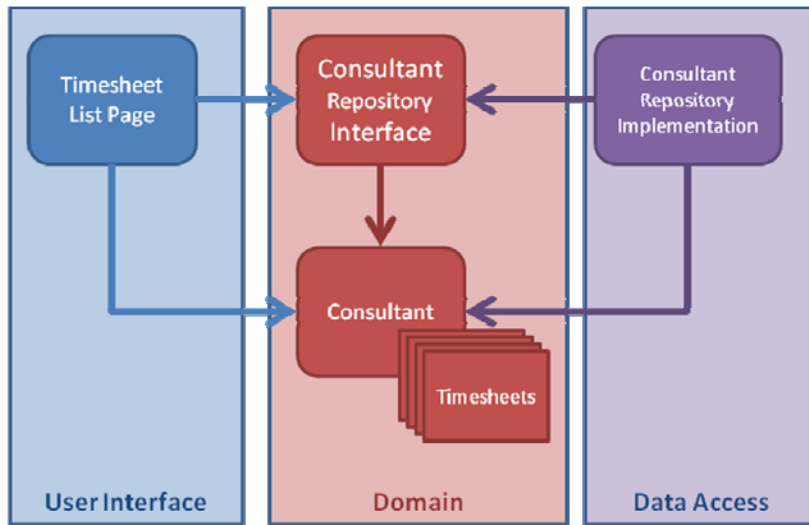 Timesheet
List Page
Consultant
Repository
Interface
Consultant
Repository
Implementation
Consultant
Timesheets
User Interface
Domain
Data Access